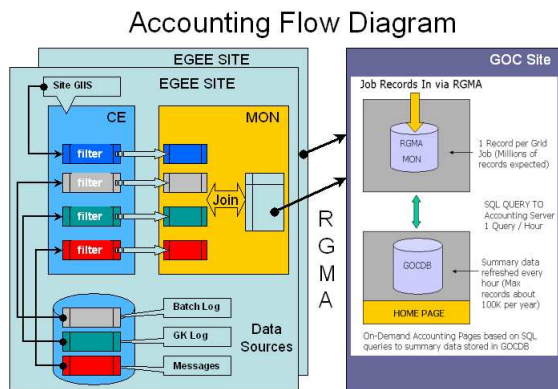 Accounting Flow Diagram
EGEE SITE
EGEE SITE
Site GIIS
CE
MON
filter
filter
filter
filter
Join
Batch Log
GK Log
Messages
Data
Sources
R
G
M
A
GOC Site
Job Records In via RGMA
RGMA
MON
1 Record per Grid
Job (Millions of
records expected)
SQL QUERY TO
Accounting Server
1 Query / Hour
GOCDB
Summary data
refreshed every
hour (Max
records about
100K per year)
HOME PAGE
On-Demand Accounting Pages based on SQL
queries to summary data stored in GOCDB